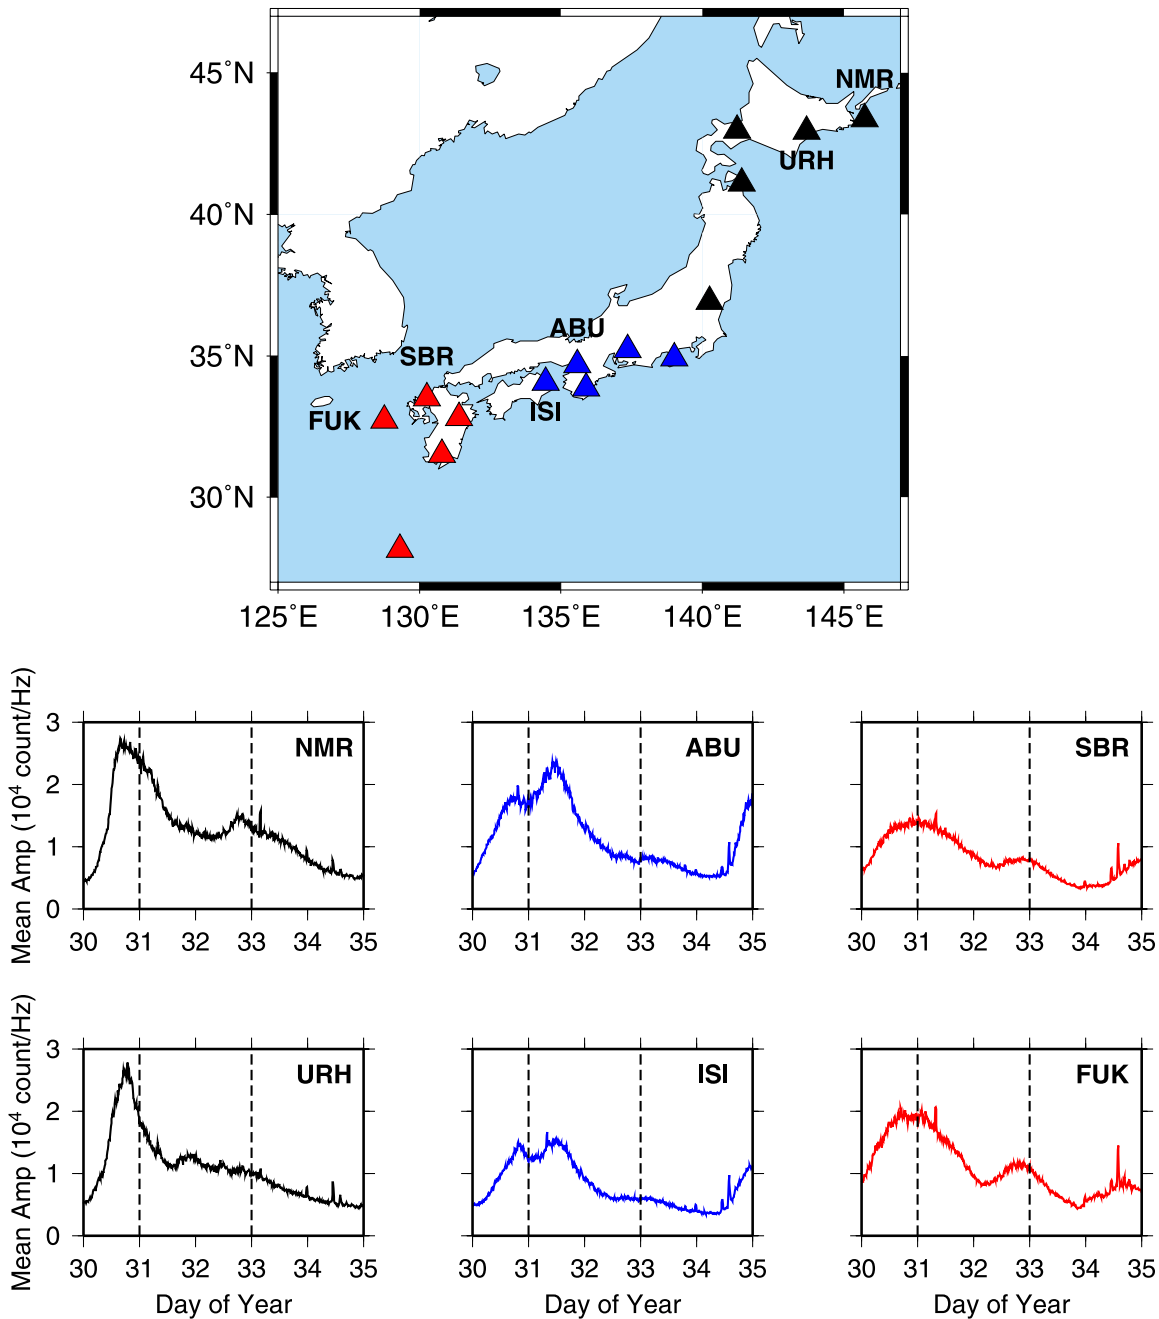 45°N
NMR
URH
40°N
ABU
35°N
SBR
ISI
FUK
30°N
125°E 130°E 135°E 140°E 145°E
Mean Amp (10⁴ count/Hz)
3
2
1
0
NMR
30 31 32 33 34 35
ABU
30 31 32 33 34 35
SBR
30 31 32 33 34 35
Mean Amp (10⁴ count/Hz)
3
2
1
0
URH
30 31 32 33 34 35
Day of Year
ISI
30 31 32 33 34 35
Day of Year
FUK
30 31 32 33 34 35
Day of Year